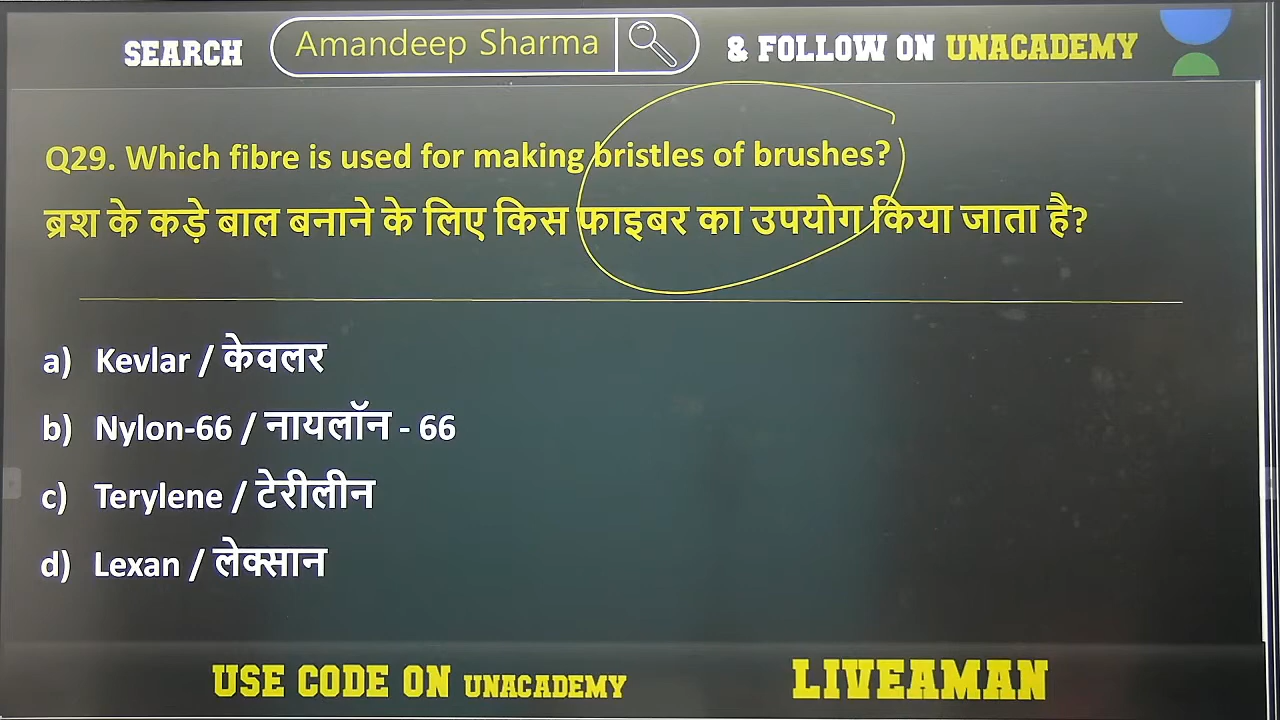 SEARCH Amandeep Sharma & FOLLOW ON UNACADEMY
Q29. Which fibre is used for making bristles of brushes?
ब्रश के कड़े बाल बनाने के लिए किस फाइबर का उपयोग किया जाता है?
a) Kevlar / केवलर
b) Nylon-66 / नायलॉन - 66
c) Terylene / टेरीलीन
d) Lexan / लेक्सान
USE CODE ON UNACADEMY LIVEAMAN